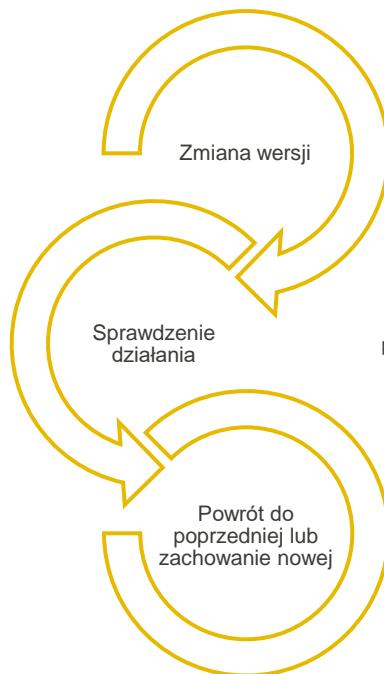 Zmiana wersji
Sprawdzenie
działania
Powrót do
poprzedniej lub
zachowanie nowej